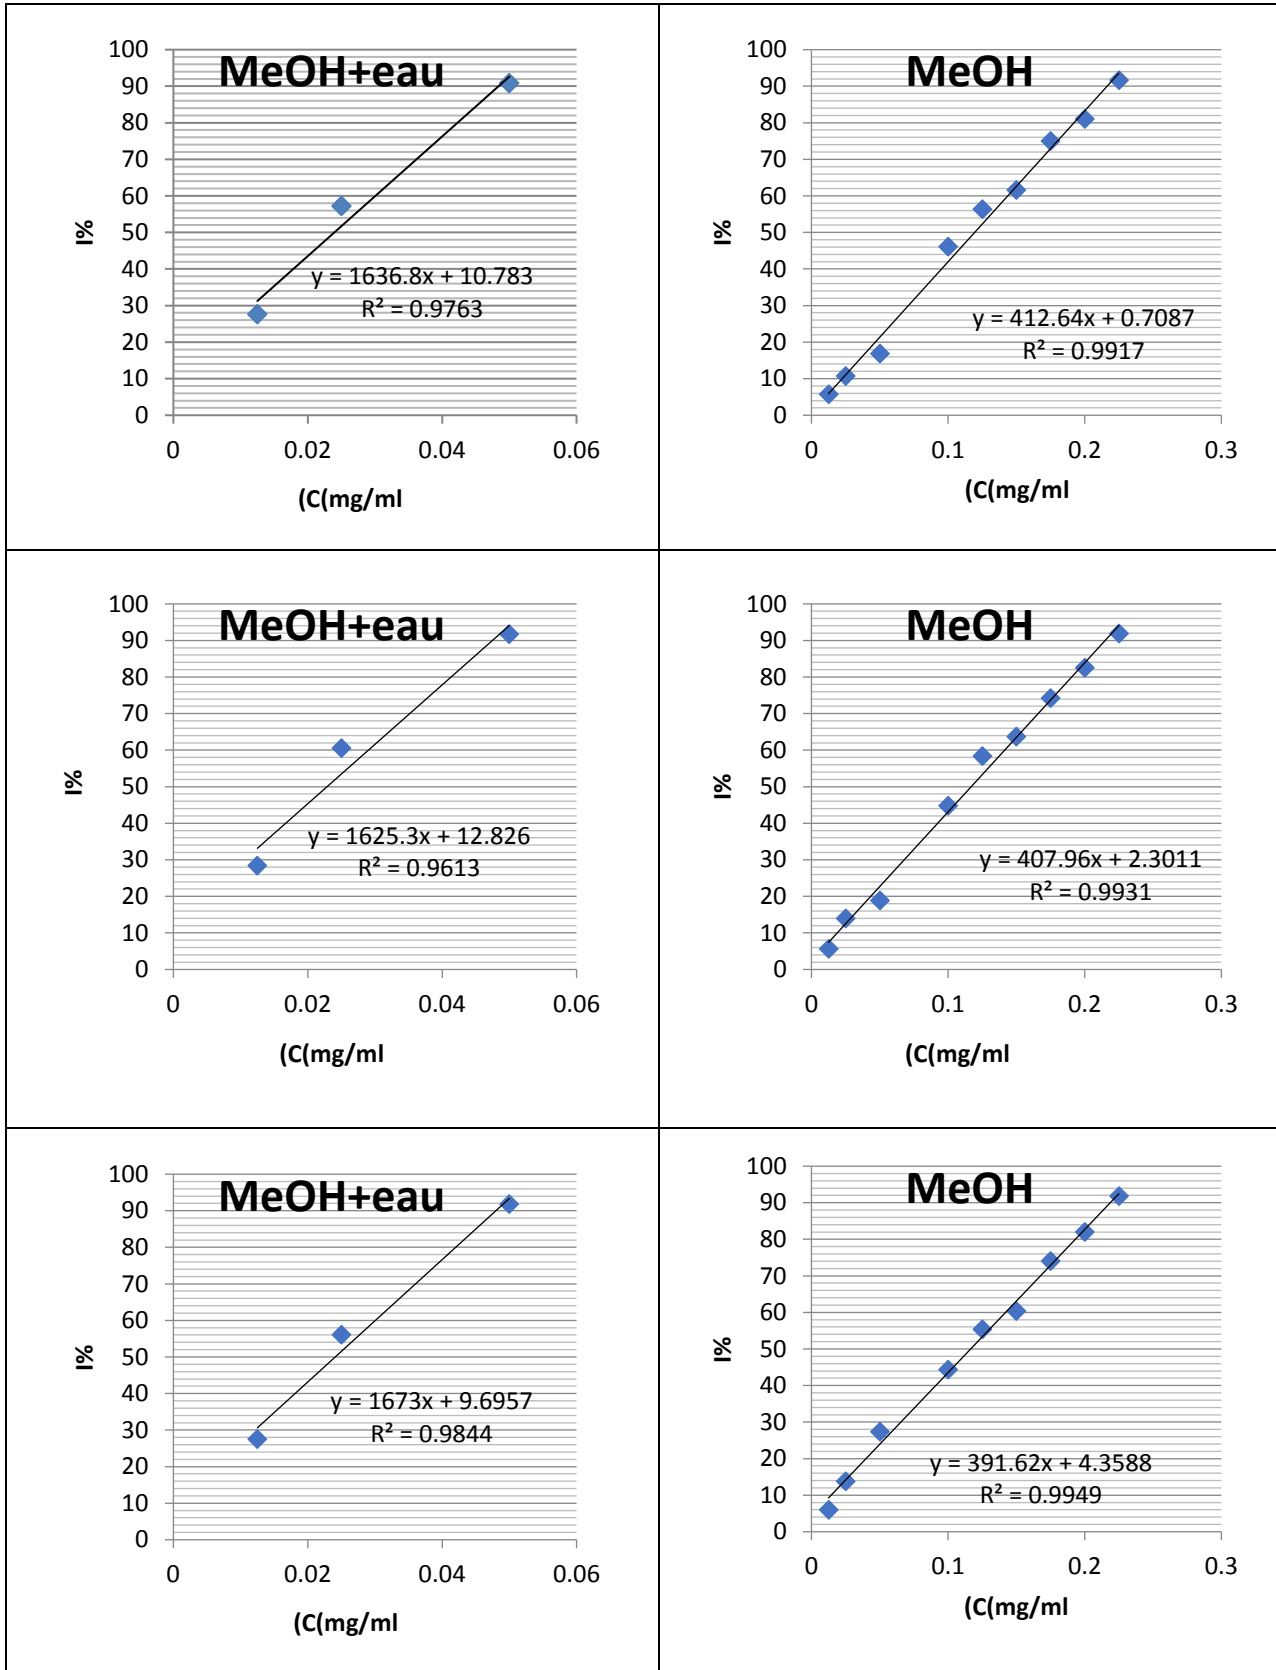 MeOH+eau
100
90
80
70
60
50
40
30
20
10
0
I%
y = 1636.8x + 10.783
R² = 0.9763
0 0.02 0.04 0.06
(C(mg/ml
MeOH
100
90
80
70
60
50
40
30
20
10
0
I%
y = 412.64x + 0.7087
R² = 0.9917
0 0.1 0.2 0.3
(C(mg/ml
MeOH+eau
100
90
80
70
60
50
40
30
20
10
0
I%
y = 1625.3x + 12.826
R² = 0.9613
0 0.02 0.04 0.06
(C(mg/ml
MeOH
100
90
80
70
60
50
40
30
20
10
0
I%
y = 407.96x + 2.3011
R² = 0.9931
0 0.1 0.2 0.3
(C(mg/ml
MeOH+eau
100
90
80
70
60
50
40
30
20
10
0
I%
y = 1673x + 9.6957
R² = 0.9844
0 0.02 0.04 0.06
(C(mg/ml
MeOH
100
90
80
70
60
50
40
30
20
10
0
I%
y = 391.62x + 4.3588
R² = 0.9949
0 0.1 0.2 0.3
(C(mg/ml